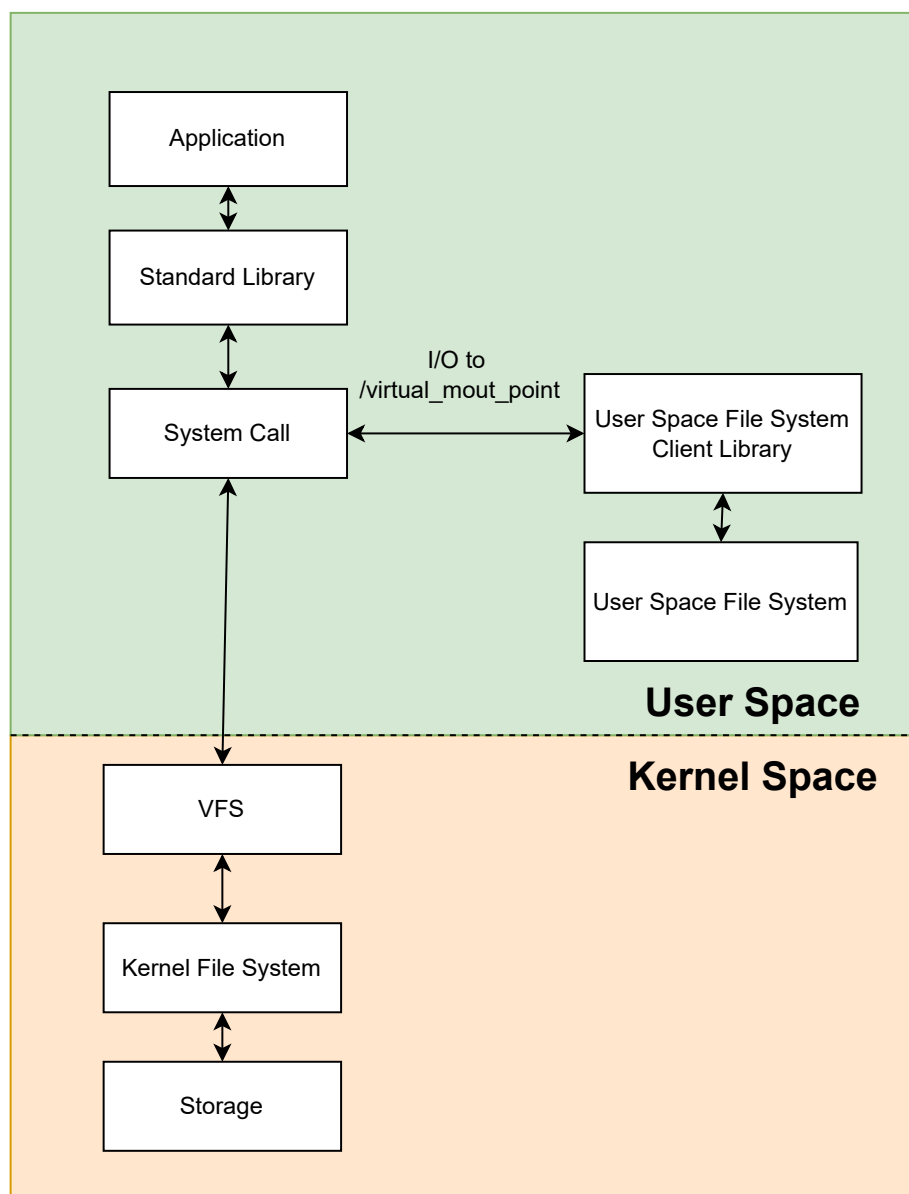 Application
Standard Library
I/O to
/virtual_mout_point
System Call
User Space File System
Client Library
User Space File System
User Space
Kernel Space
VFS
Kernel File System
Storage